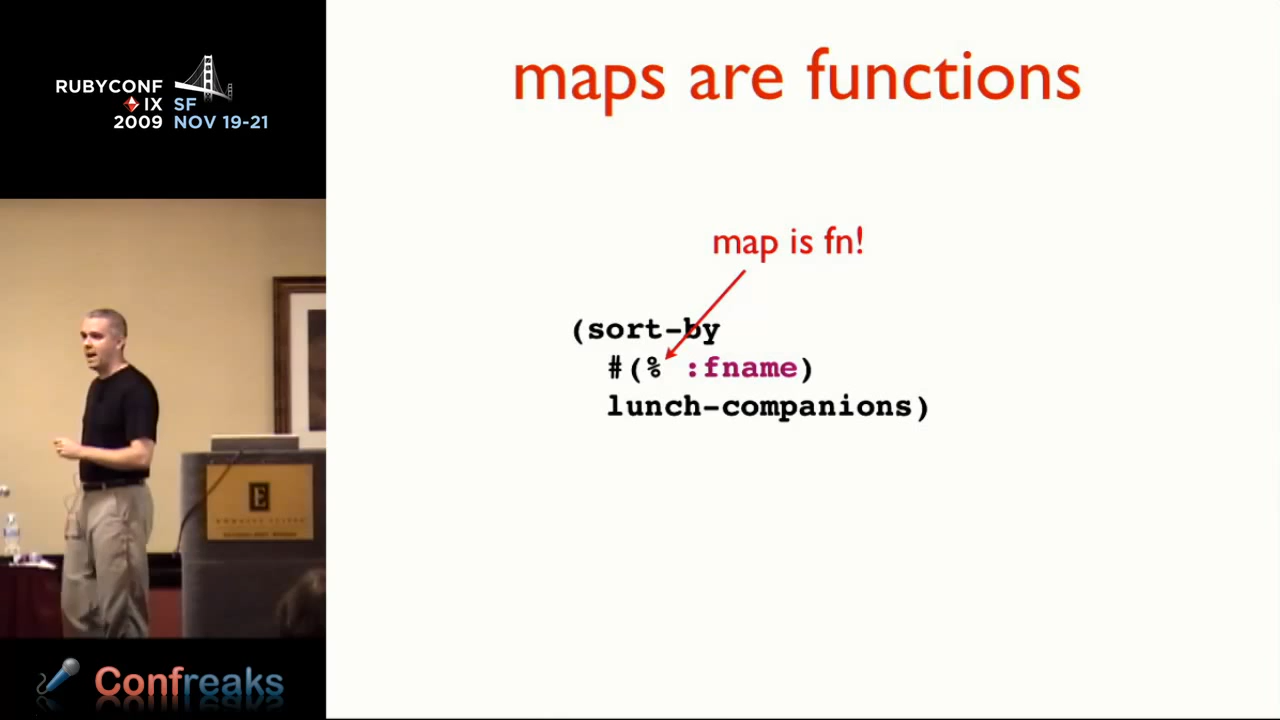 RUBYCONF
IX SF
2009 NOV 19-21
maps are functions
map is fn!
(sort-by
#(% :fname)
lunch-companions)
E
Confreaks